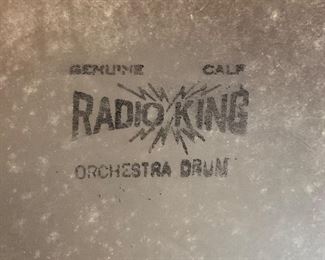 GENUINE CALF
RADIO KING
ORCHESTRA DRUM